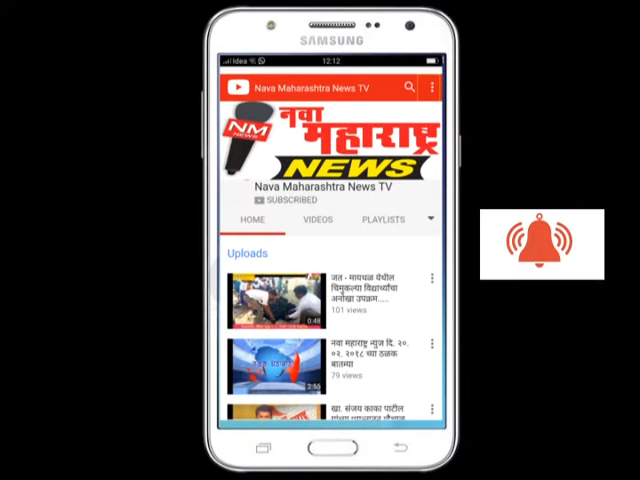 SAMSUNG
Idea
12:12
Nava Maharashtra News TV
NM
NEWS
नवा
महाराष्ट्र
NEWS
Nava Maharashtra News TV
SUBSCRIBED
HOME VIDEOS PLAYLISTS
Uploads
जत - मायथळ येथील
चिमुकल्या विद्यार्थ्यांचा
अनोखा उपक्रम.....
101 views
0:48
नवा महाराष्ट्र न्युज दि. २०.
०२. २०१८ च्या ठळक
बातम्या
79 views
2:55
खा. संजय काका पाटील